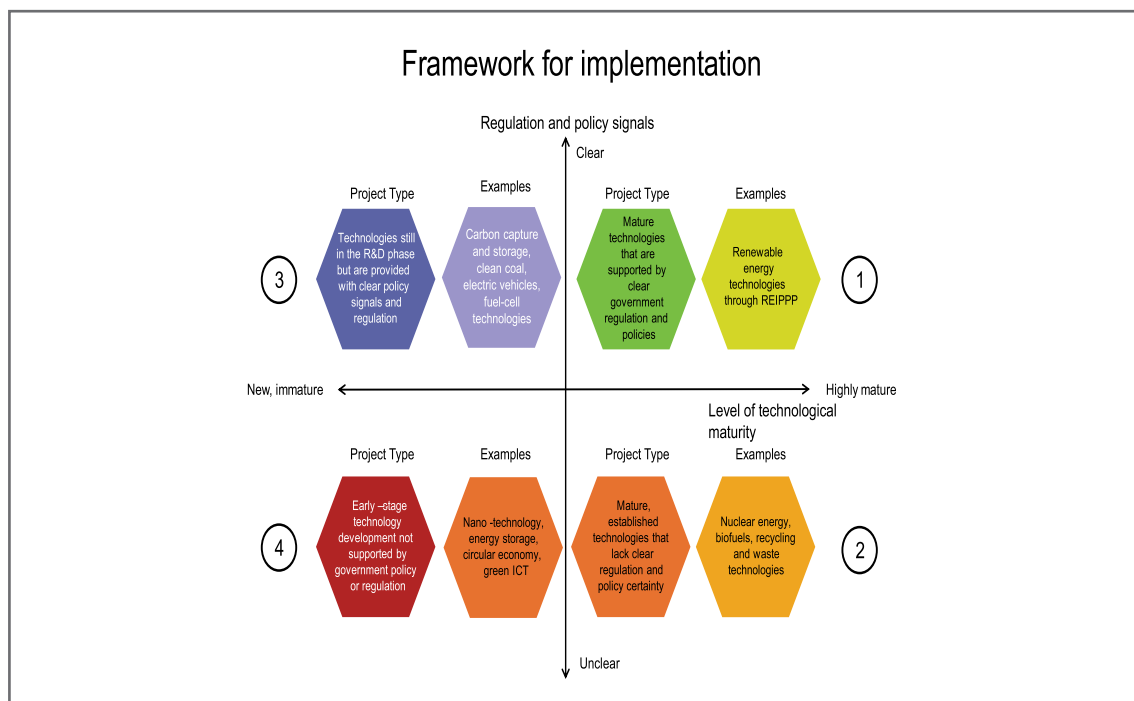 Framework for implementation
Regulation and policy signals
Clear
Project Type
Examples
Project Type
Examples
3
Technologies still
in the R&D phase
but are provided
with clear policy
signals and
regulation
Carbon capture
and storage,
clean coal,
electric vehicles,
fuel-cell
technologies
Mature
technologies
that are
supported by
clear
government
regulation and
policies
Renewable
energy
technologies
through REIPPP
1
New, immature
Highly mature
Level of technological
maturity
Project Type
Examples
Project Type
Examples
4
Early –stage
technology
development not
supported by
government policy
or regulation
Nano -technology,
energy storage,
circular economy,
green ICT
Mature,
established
technologies that
lack clear
regulation and
policy certainty
Nuclear energy,
biofuels, recycling
and waste
technologies
2
Unclear